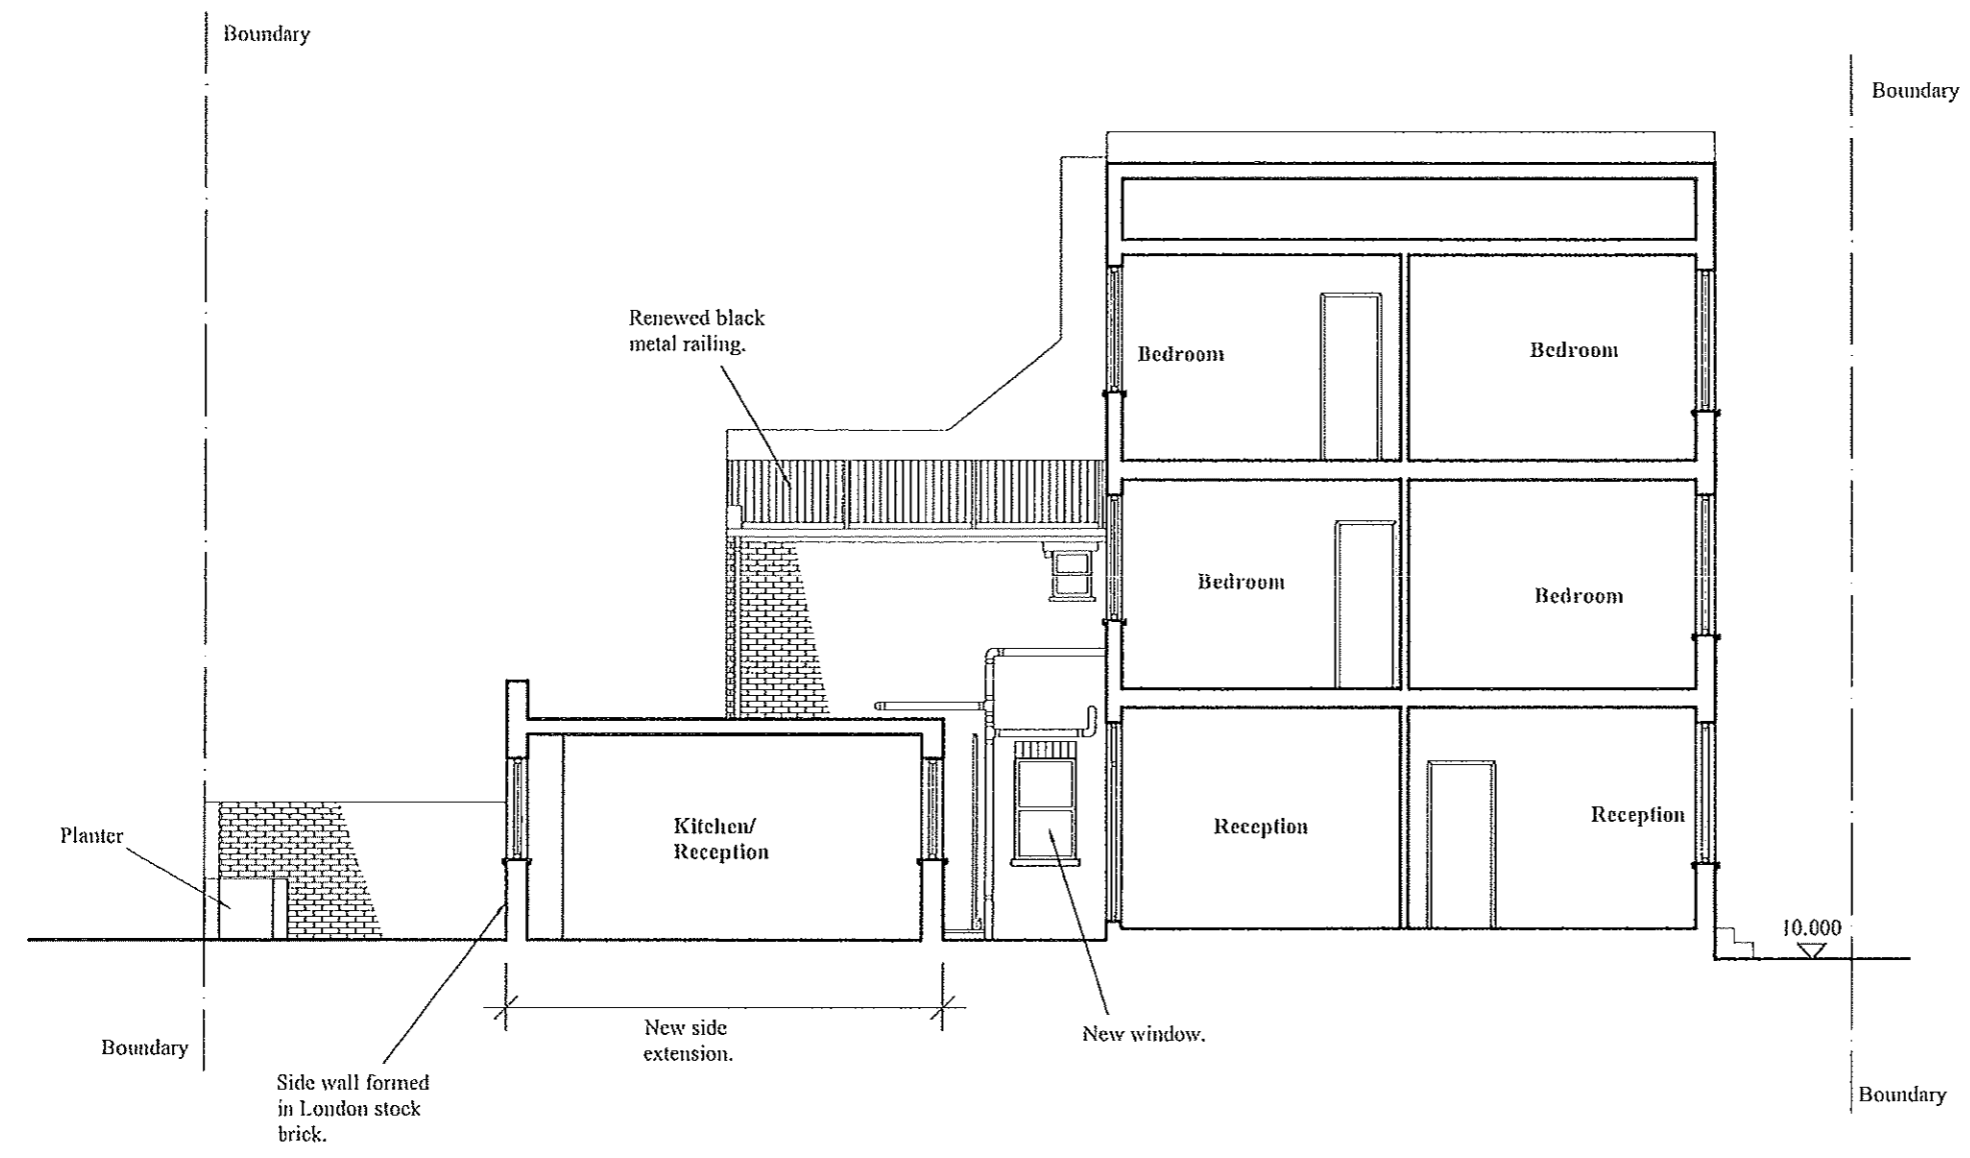 Boundary
Boundary
Renewed black
metal railing.
Bedroom
Bedroom
Bedroom
Bedroom
Planter
Kitchen/
Reception
Reception
Reception
10.000
New side
extension.
New window.
Boundary
Side wall formed
in London stock
brick.
Boundary